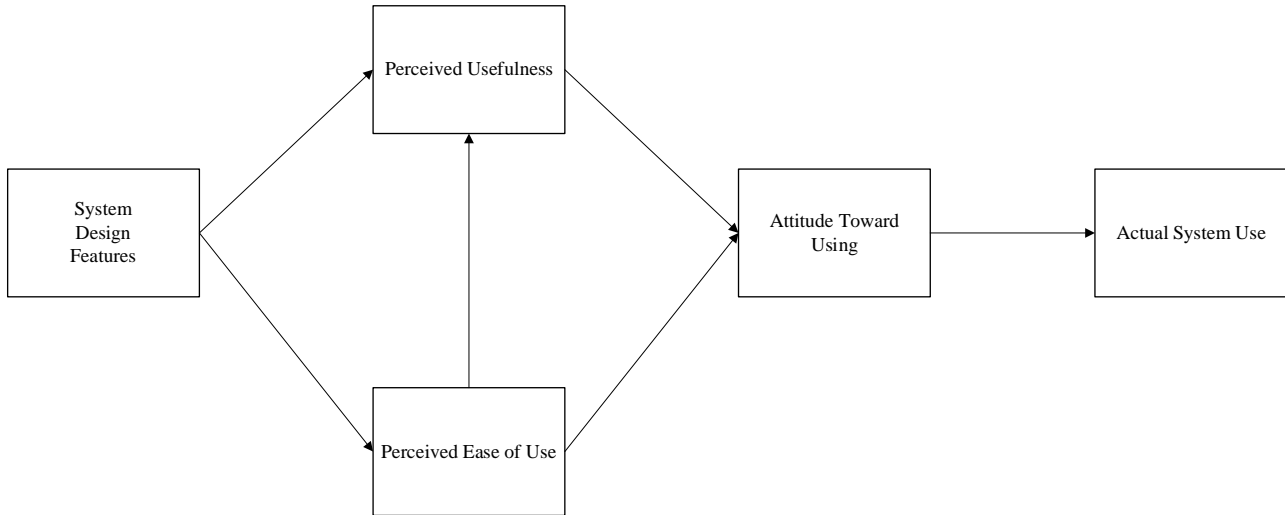 Perceived Usefulness
System
Design
Features
Attitude Toward
Using
Actual System Use
Perceived Ease of Use